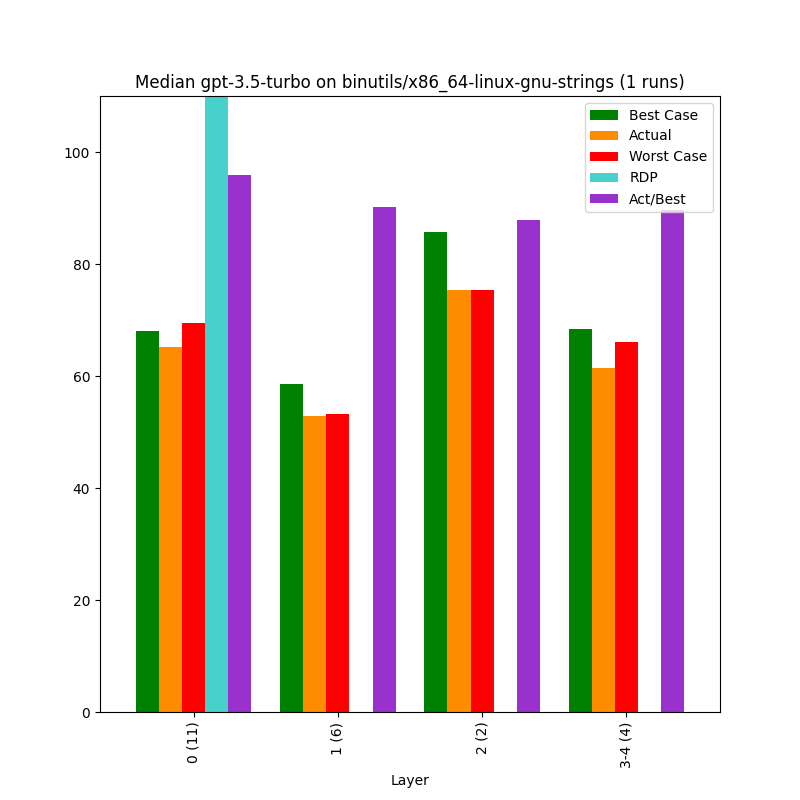 Median gpt-3.5-turbo on binutils/x86_64-linux-gnu-strings (1 runs)
Best Case
Actual
Worst Case
RDP
Act/Best
100
80
60
40
20
0
0 (11)
1 (6)
2 (2)
3-4 (4)
Layer